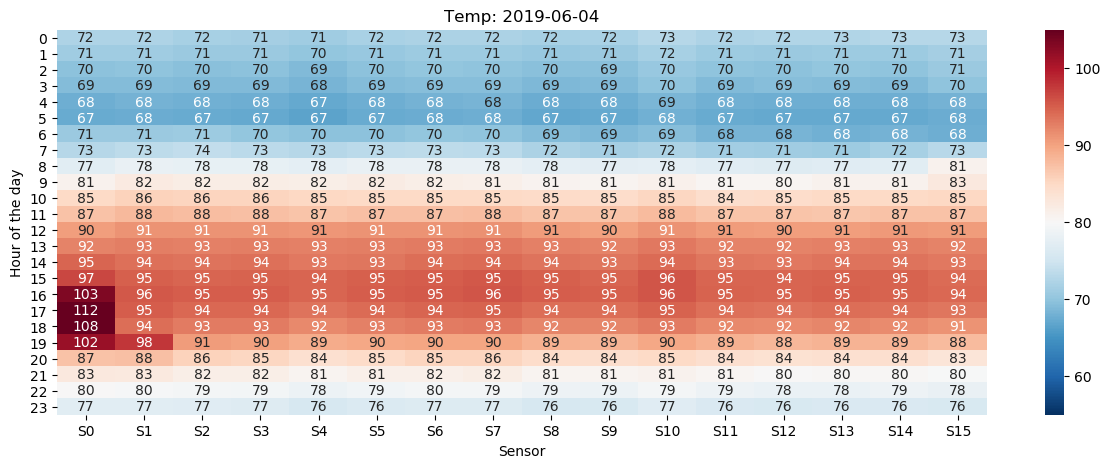 Temp: 2019-06-04
0 72 72 72 71 71 72 72 72 72 72 73 72 72 73 73 73
1 71 71 71 71 70 71 71 71 71 71 72 71 71 71 71 71
2 70 70 70 70 69 70 70 70 70 69 70 70 70 70 70 71
3 69 69 69 69 68 69 69 69 69 69 70 69 69 69 69 70
4 68 68 68 68 67 68 68 68 68 68 69 68 68 68 68 68
5 67 68 67 67 67 67 68 68 67 67 68 67 67 67 67 68
6 71 71 71 70 70 70 70 70 69 69 69 68 68 68 68 68
7 73 73 74 73 73 73 73 73 72 71 72 71 71 71 72 73
8 77 78 78 78 78 78 78 78 78 77 78 77 77 77 77 81
9 81 82 82 82 82 82 82 81 81 81 81 81 80 81 81 83
10 85 86 86 86 85 85 85 85 85 85 85 84 85 85 85 85
11 87 88 88 88 87 87 87 88 87 87 88 87 87 87 87 87
12 90 91 91 91 91 91 91 91 91 90 91 91 90 91 91 91
13 92 93 93 93 93 93 93 93 93 92 93 92 92 93 93 92
14 95 94 94 94 93 93 94 94 94 93 94 93 93 94 94 93
15 97 95 95 95 94 95 95 95 95 95 96 94 94 95 95 94
16 103 96 95 95 95 95 95 96 95 95 96 95 95 95 95 94
17 112 95 94 94 94 94 94 95 94 94 95 94 94 94 94 93
18 108 94 93 93 92 93 93 93 92 92 93 92 92 92 92 91
19 102 98 91 90 89 90 90 90 89 89 90 89 88 89 89 88
20 87 88 86 85 84 85 85 86 84 84 85 84 84 84 84 83
21 83 83 82 82 81 81 82 82 81 81 81 81 80 80 80 80
22 80 80 79 79 78 79 80 79 79 79 79 79 78 78 79 78
23 77 77 77 77 76 76 77 77 76 76 77 76 76 76 76 76
S0 S1 S2 S3 S4 S5 S6 S7 S8 S9 S10 S11 S12 S13 S14 S15
Sensor
Hour of the day
100
90
80
70
60